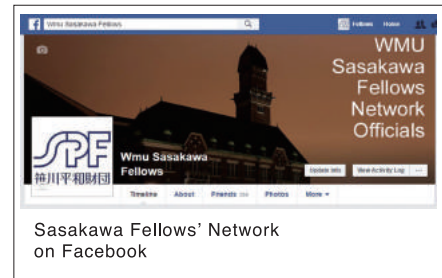 Wmu Sasakawa Fellows
Fellows Home
WMU
Sasakawa
Fellows
Network
Officials
SPF
笹川平和財団
Wmu Sasakawa
Fellows
Update Info View Activity Log
Timeline About Friends Photos More
Sasakawa Fellows' Network
on Facebook